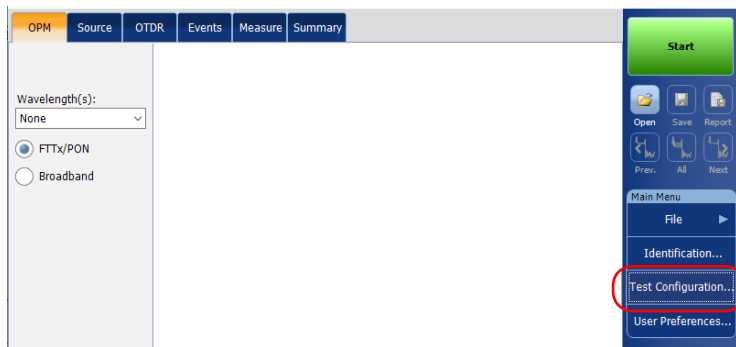 OPM Source OTDR Events Measure Summary
Start
Wavelength(s):
None
FTTx/PON
Broadband
Open Save Report
Prev. All Next
Main Menu
File
Identification...
Test Configuration...
User Preferences...